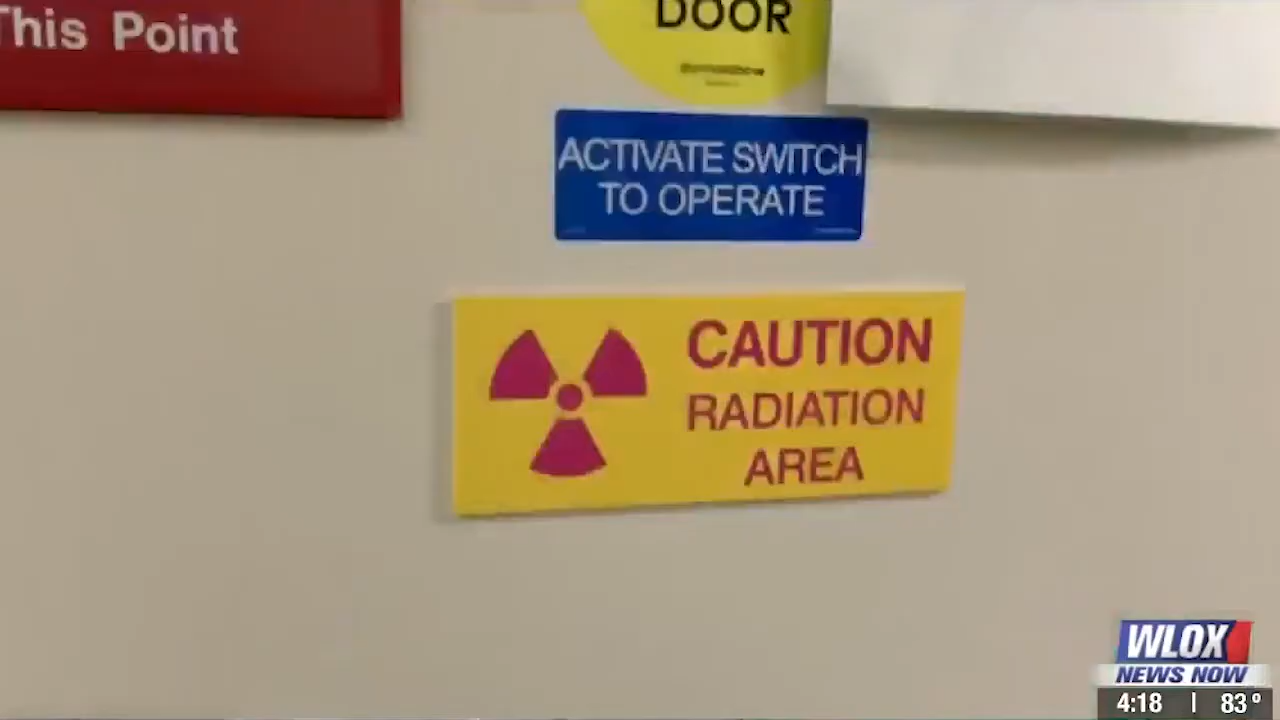 This Point
DOOR
ACTIVATE SWITCH
TO OPERATE
CAUTION
RADIATION
AREA
WLOX
NEWS NOW
4:18 | 83°